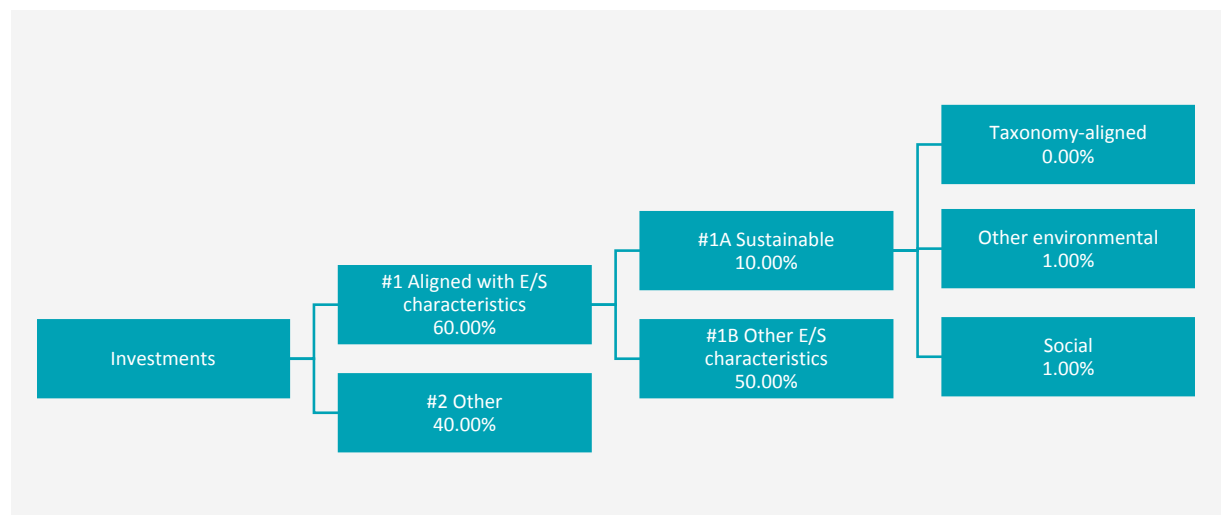 Investments
#1 Aligned with E/S
characteristics
60.00%
#2 Other
40.00%
#1A Sustainable
10.00%
#1B Other E/S
characteristics
50.00%
Taxonomy-aligned
0.00%
Other environmental
1.00%
Social
1.00%